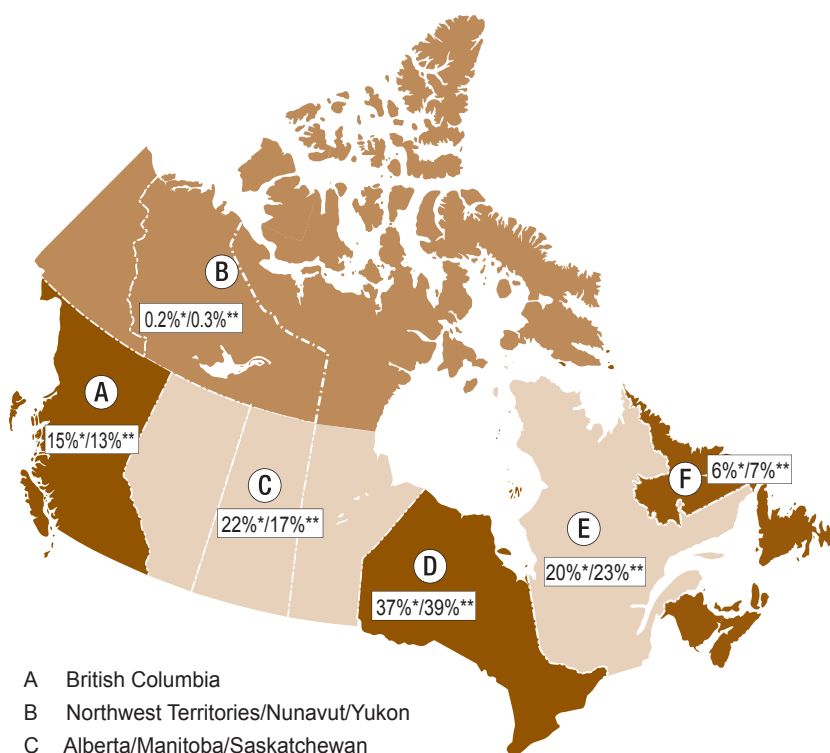 B
0.2%*/0.3%**
A
15%*/13%**
C
22%*/17%**
F
6%*/7%**
E
20%*/23%**
D
37%*/39%**
A British Columbia
B Northwest Territories/Nunavut/Yukon
C Alberta/Manitoba/Saskatchewan